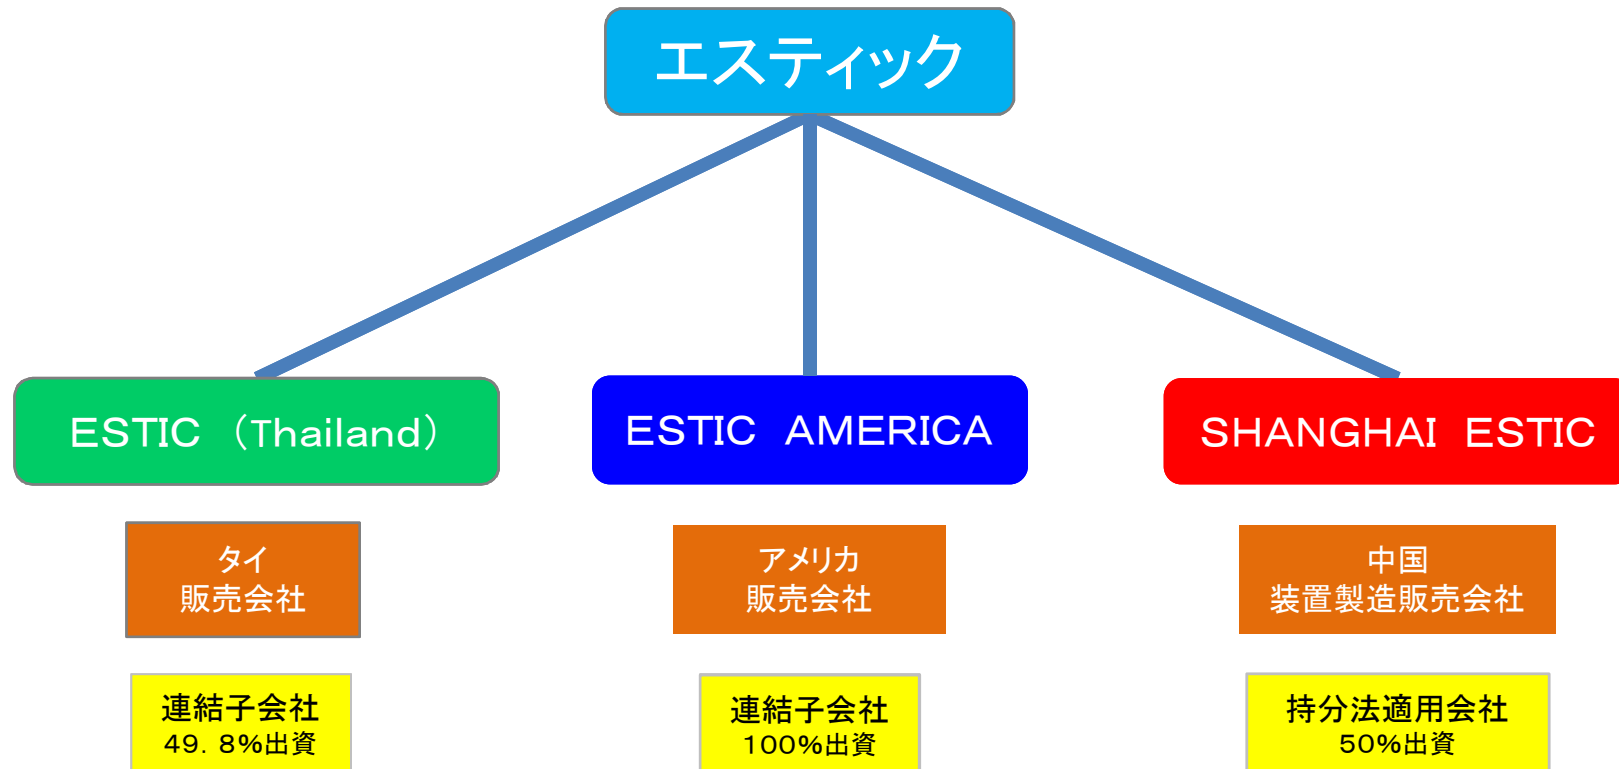 エスティック
ESTIC （Thailand）
ESTIC　AMERICA
SHANGHAI　ESTIC
タイ
販売会社
アメリカ
販売会社
中国
装置製造販売会社
連結子会社
49．8％出資
連結子会社
100％出資
持分法適用会社
50％出資